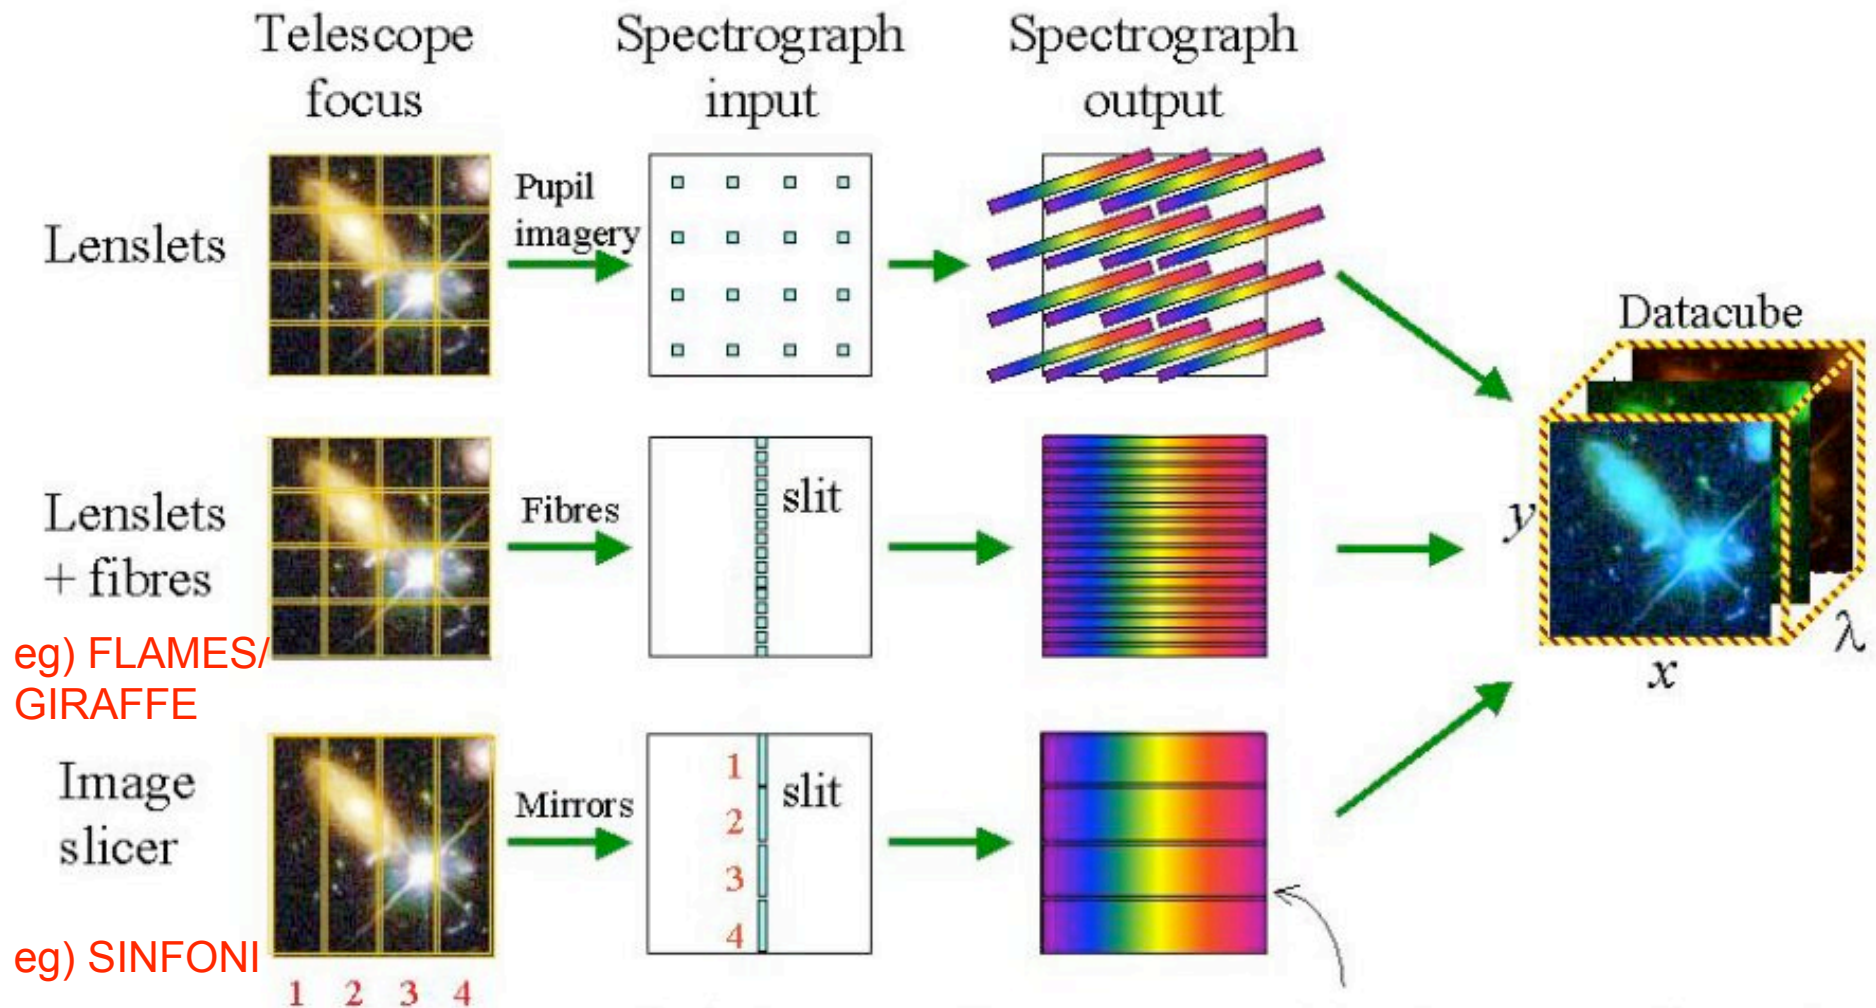 Telescope
focus
Spectrograph
input
Spectrograph
output
Lenslets
Pupil
imagery
Datacube
y
x
λ
Lenslets
+ fibres
Fibres
slit
eg) FLAMES/
GIRAFFE
Image
slicer
Mirrors
1
2
3
4
slit
eg) SINFONI
1 2 3 4